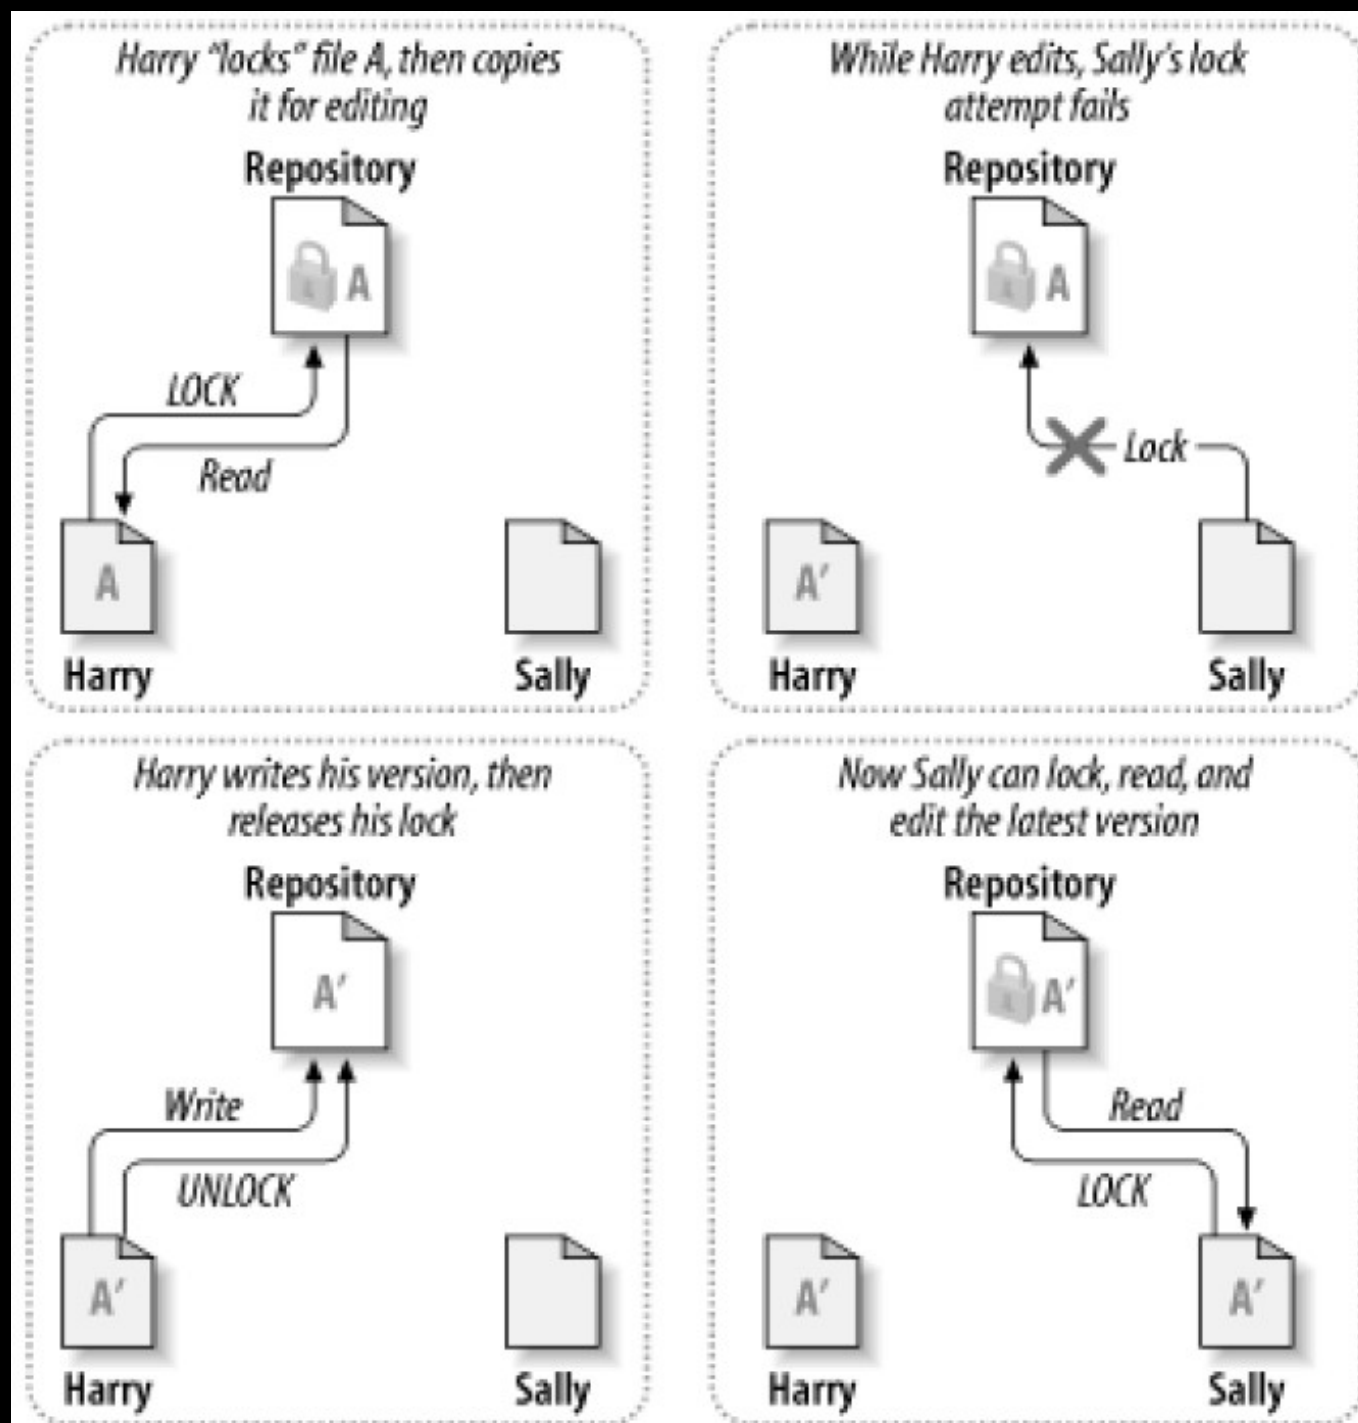 Harry “locks” file A, then copies
it for editing
Repository
A
LOCK
Read
A
Harry
Sally
While Harry edits, Sally’s lock
attempt fails
Repository
A
Lock
A′
Harry
Sally
Harry writes his version, then
releases his lock
Repository
A′
Write
UNLOCK
A′
Harry
Sally
Now Sally can lock, read, and
edit the latest version
Repository
A′
Read
LOCK
A′
A′
Harry
Sally